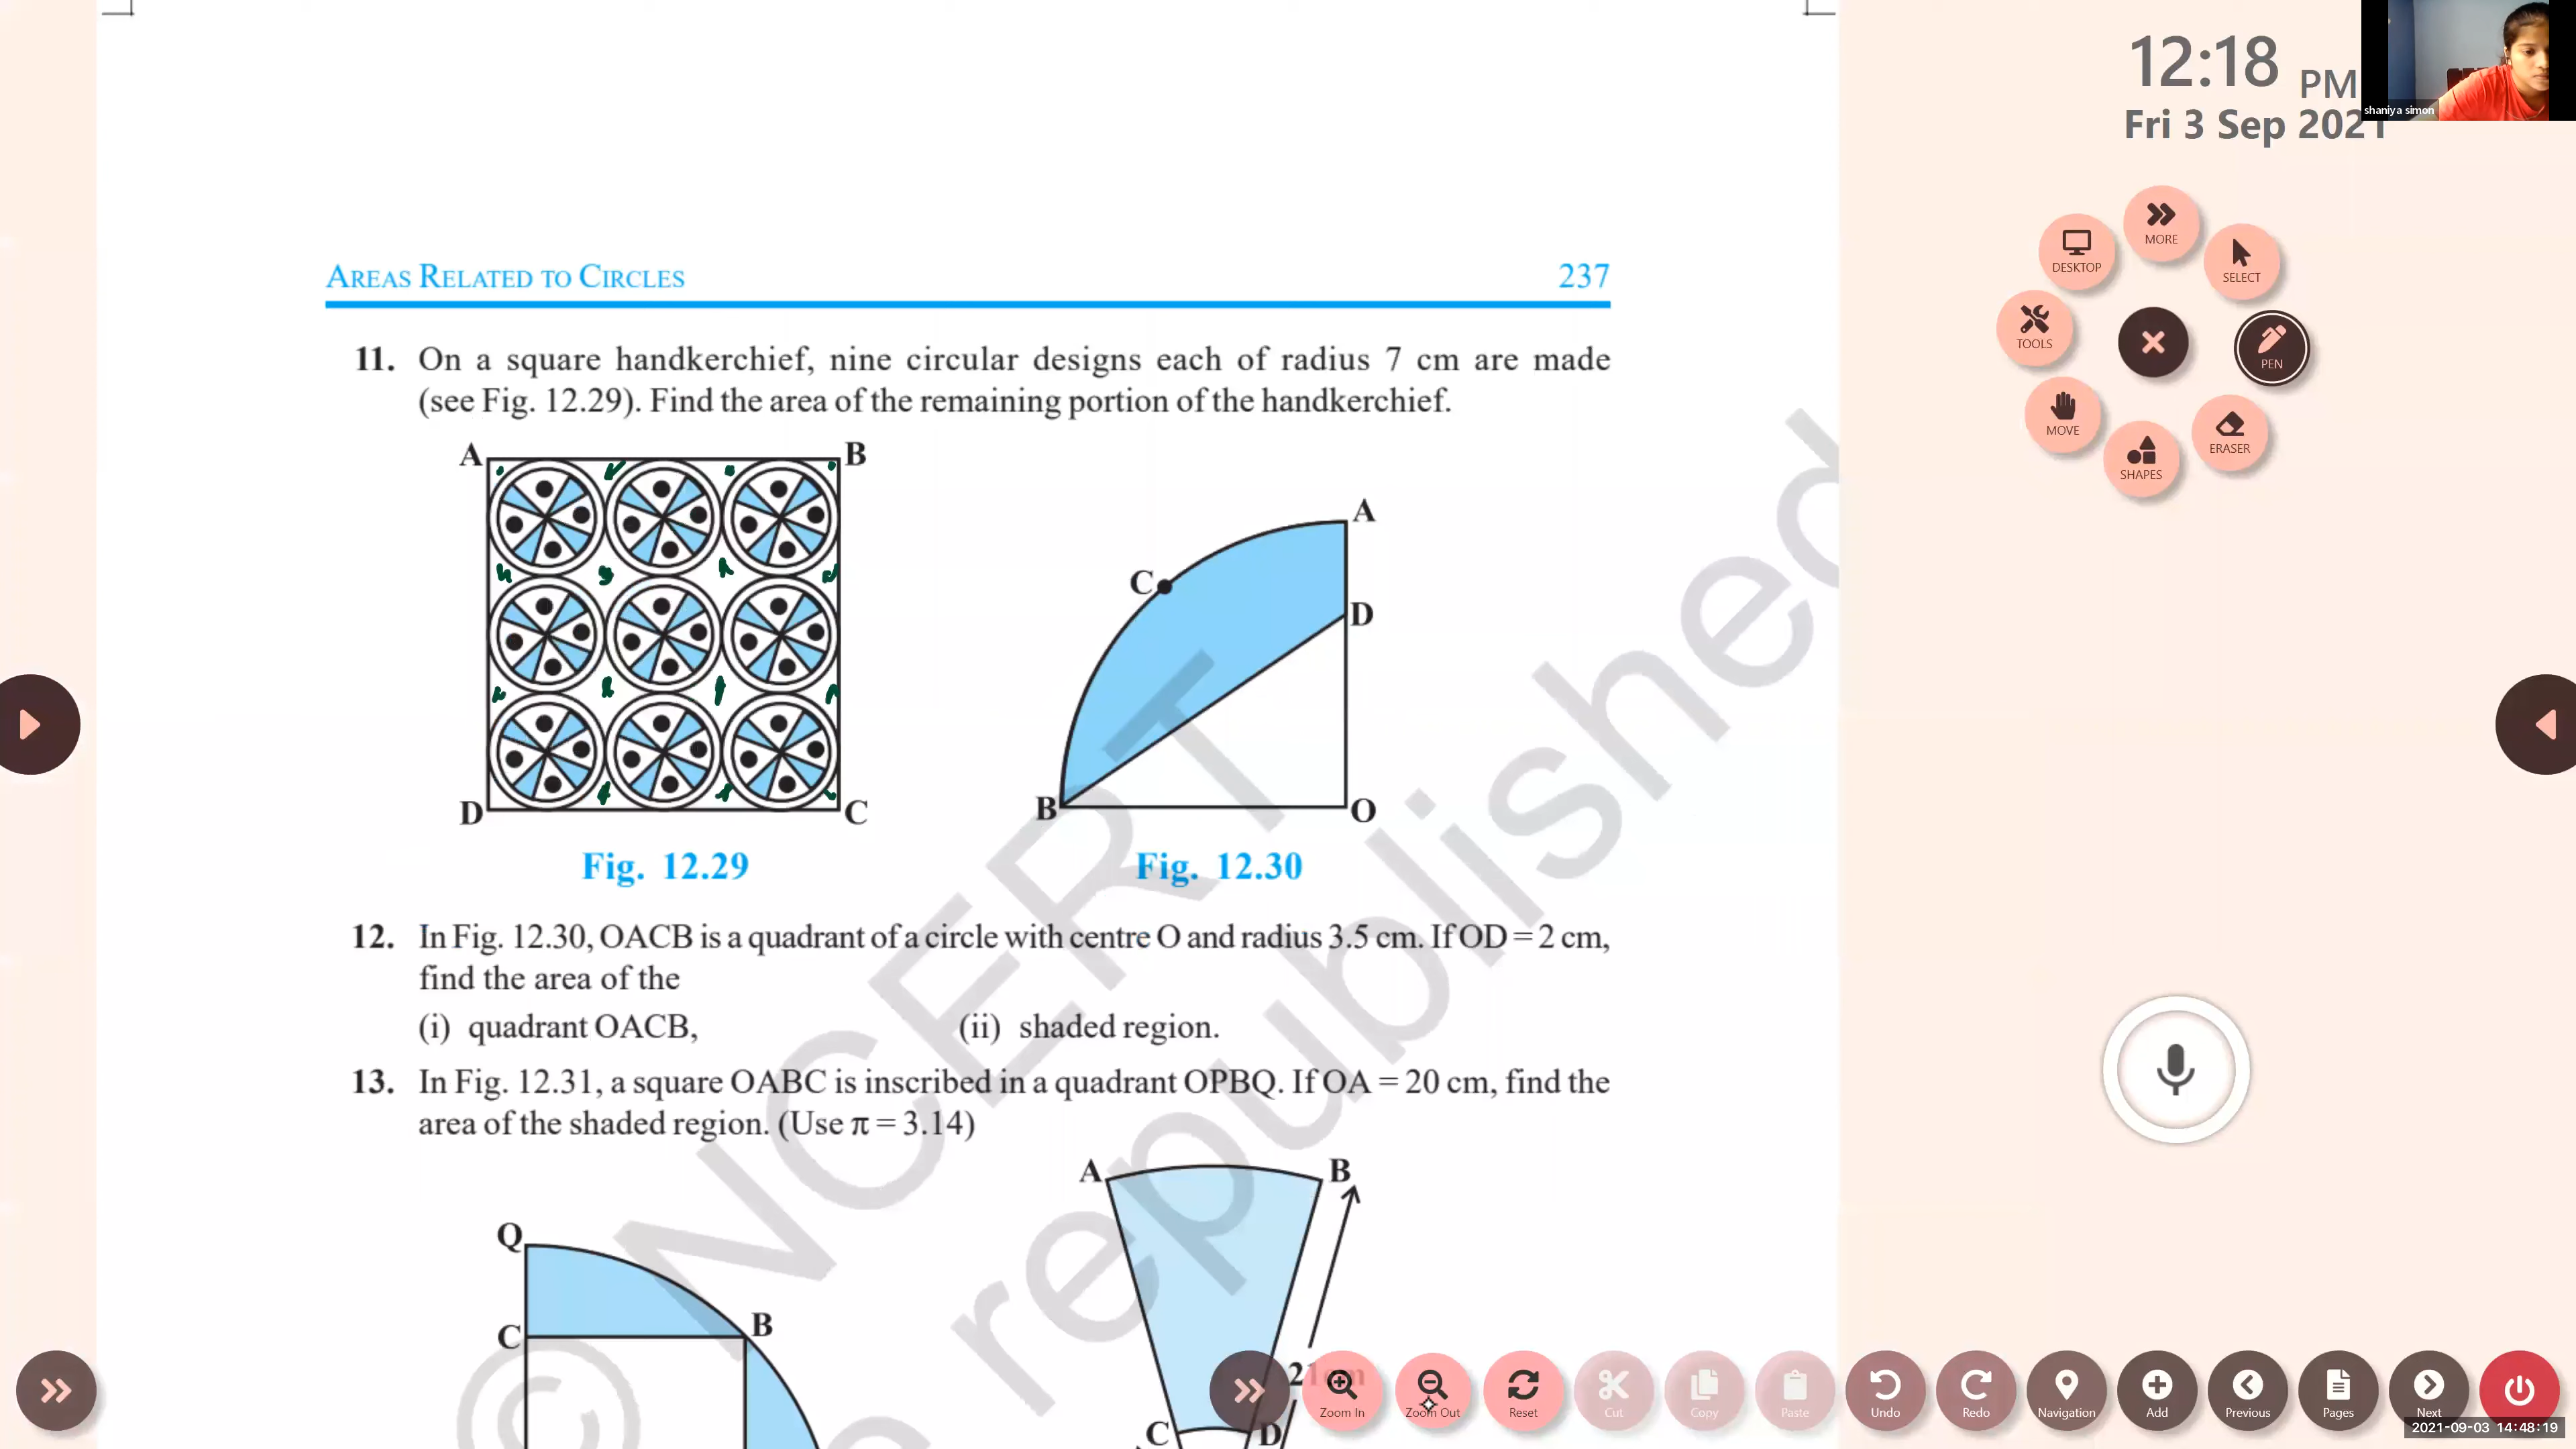 12:18 PM
Fri 3 Sep 2021
shaniya simon
AREAS RELATED TO CIRCLES 237
11. On a square handkerchief, nine circular designs each of radius 7 cm are made
(see Fig. 12.29). Find the area of the remaining portion of the handkerchief.
A B
D C
Fig. 12.29
A
C
D
B O
Fig. 12.30
12. In Fig. 12.30, OACB is a quadrant of a circle with centre O and radius 3.5 cm. If OD = 2 cm,
find the area of the
(i) quadrant OACB, (ii) shaded region.
13. In Fig. 12.31, a square OABC is inscribed in a quadrant OPBQ. If OA = 20 cm, find the
area of the shaded region. (Use π = 3.14)
Q
C B
A B
C D
© NCERT
republished
MORE
DESKTOP
SELECT
TOOLS
PEN
MOVE
ERASER
SHAPES
Zoom In Zoom Out Reset Cut Copy Paste Undo Redo Navigation Add Previous Pages Next
2021-09-03 14:48:19